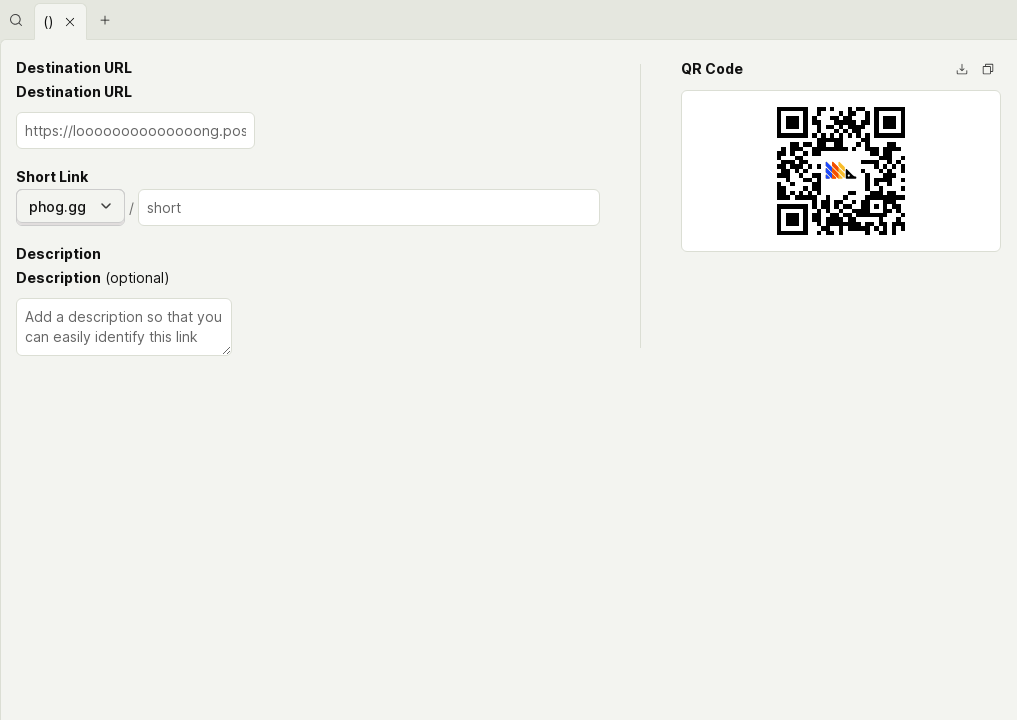 ()
Destination URL
Destination URL
https://looooooooooooooong.pos
Short Link
phog.gg
/
short
Description
Description (optional)
Add a description so that you
can easily identify this link
QR Code